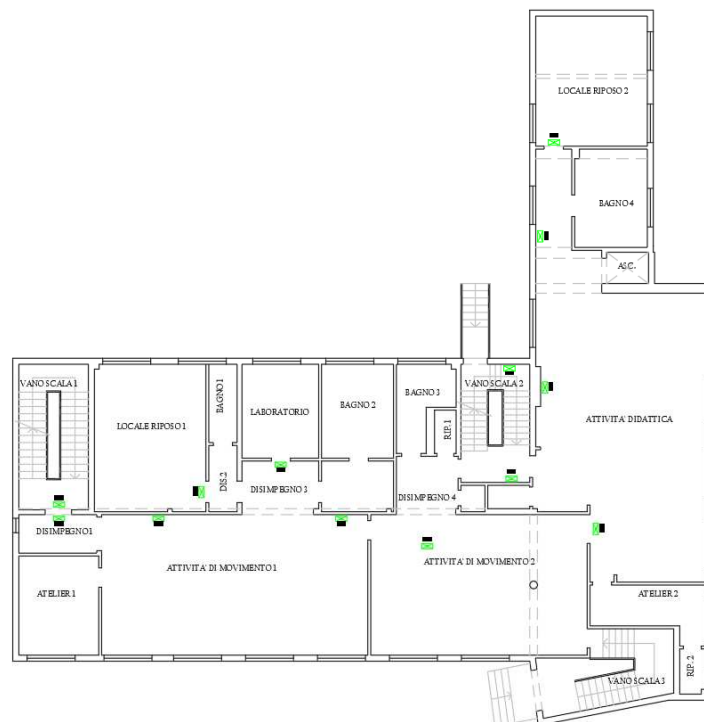 LOCALE RIPOSO 2
BAGNO 4
ASC.
VANO SCALA 1
LOCALE RIPOSO 1
BAGNO 1
DIS.2
LABORATORIO
BAGNO 2
BAGNO 3
RIP.1
VANO SCALA 2
ATTIVITA' DIDATTICA
DISIMPEGNO 3
DISIMPEGNO 4
DISIMPEGNO 1
ATTIVITA' DI MOVIMENTO 1
ATTIVITA' DI MOVIMENTO 2
ATELIER 1
ATELIER 2
VANO SCALA 3
RIP. 2